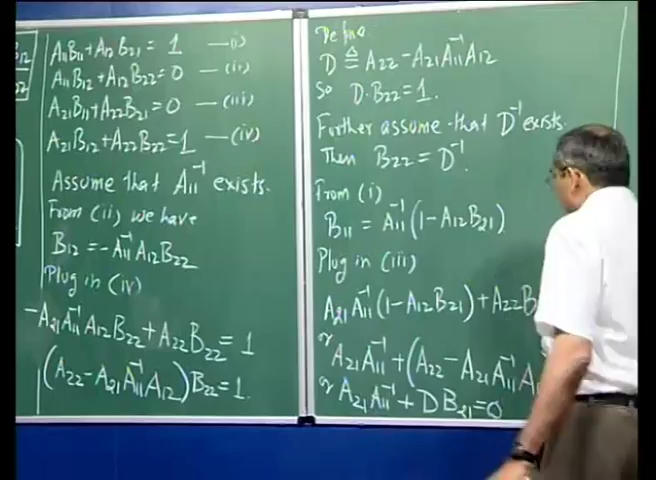 B12
22
A11B11+A12B21= 1 —(i)
A11B12+A12B22=0 —(ii)
A21B11+A22B21=0 —(iii)
A21B12+A22B22=1 —(iv)
Assume that A11⁻¹ exists.
From (ii) we have
B12=-A11⁻¹A12B22
Plug in (iv)
-A21A11⁻¹A12B22+A22B22=1
(A22-A21A11⁻¹A12)B22=1.
Define
D ≜ A22-A21A11⁻¹A12
So D.B22=1.
Further assume that D⁻¹ exists.
Then B22=D⁻¹.
From (i)
B11 = A11⁻¹(1-A12B21)
Plug in (iii)
A21A11⁻¹(1-A12B21)+A22B
or A21A11⁻¹+(A22-A21A11⁻¹A
or A21A11⁻¹+DB21=0